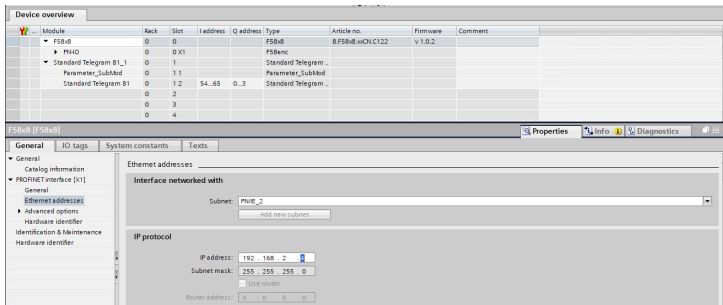 Device overview
... Module Rack Slot I address Q address Type Article no. Firmware Comment
F58x8 0 0 F58x8 8.F58x8.xxCN.C122 v 1.0.2
PN-IO 0 0 X1 F58enc
Standard Telegram 81_1 0 1 Standard Telegram ...
Parameter_SubMod 0 1 1 Parameter_SubMod
Standard Telegram 81 0 1 2 54...65 0...3 Standard Telegram ...
0 2
0 3
0 4
F58x8 [F58x8] Properties Info Diagnostics
General IO tags System constants Texts
General
Catalog information
PROFINET interface [X1]
General
Ethernet addresses
Advanced options
Hardware identifier
Identification & Maintenance
Hardware identifier
Ethernet addresses
Interface networked with
Subnet: PN/IE_2
Add new subnet
IP protocol
IP address: 192 . 168 . 2 .
Subnet mask: 255 . 255 . 255 . 0
Use router
Router address: 0 . 0 . 0 . 0